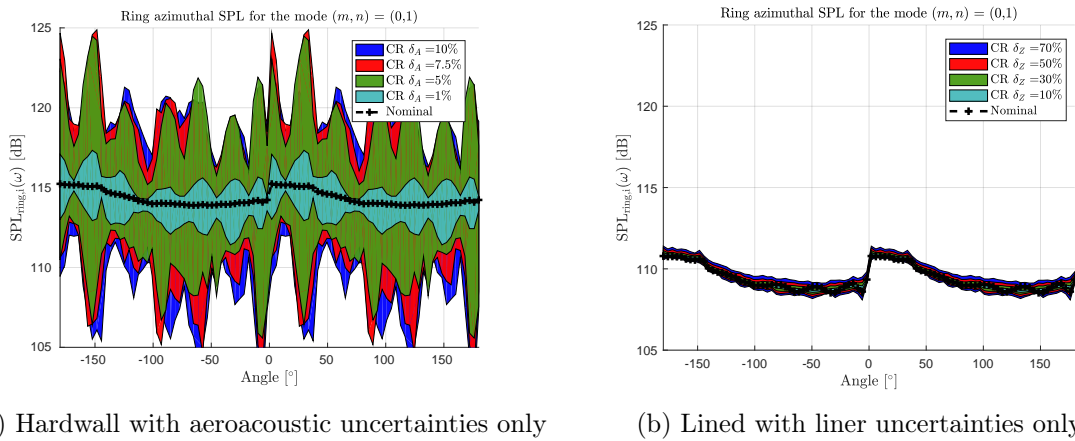 Ring azimuthal SPL for the mode (m, n) = (0,1)
125
120
115
110
105
SPL_ring,i(ω) [dB]
-150
-100
-50
0
50
100
150
Angle [°]
CR δ_A =10%
CR δ_A =7.5%
CR δ_A =5%
CR δ_A =1%
Nominal
) Hardwall with aeroacoustic uncertainties only
Ring azimuthal SPL for the mode (m, n) = (0,1)
125
120
115
110
105
SPL_ring,i(ω) [dB]
-150
-100
-50
0
50
100
150
Angle [°]
CR δ_Z =70%
CR δ_Z =50%
CR δ_Z =30%
CR δ_Z =10%
Nominal
(b) Lined with liner uncertainties only